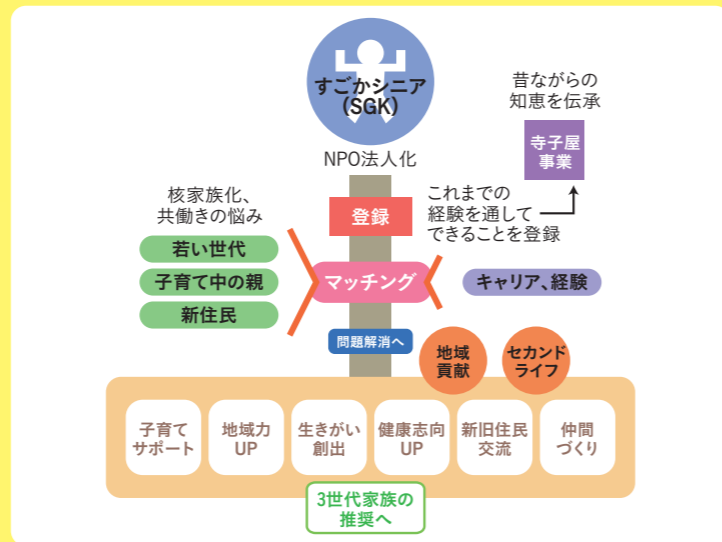 すごかシニア
(SGK)
NPO法人化
昔ながらの
知恵を伝承
寺子屋
事業
登録
これまでの
経験を通して
できることを登録
核家族化、
共働きの悩み
若い世代
子育て中の親
新住民
マッチング
キャリア、経験
問題解消へ
地域
貢献
セカンド
ライフ
子育て
サポート
地域力
UP
生きがい
創出
健康志向
UP
新旧住民
交流
仲間
づくり
3世代家族の
推奨へ